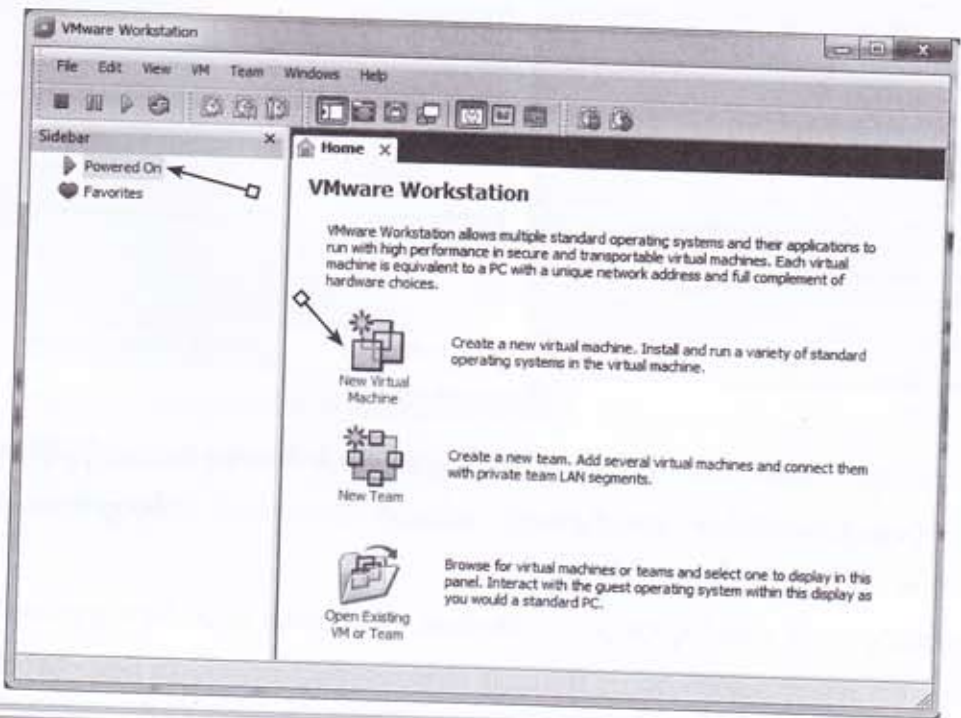 VMware Workstation
File Edit View VM Team Windows Help
Sidebar
Powered On
Favorites
Home
VMware Workstation
VMware Workstation allows multiple standard operating systems and their applications to
run with high performance in secure and transportable virtual machines. Each virtual
machine is equivalent to a PC with a unique network address and full complement of
hardware choices.
New Virtual
Machine
Create a new virtual machine. Install and run a variety of standard
operating systems in the virtual machine.
New Team
Create a new team. Add several virtual machines and connect them
with private team LAN segments.
Open Existing
VM or Team
Browse for virtual machines or teams and select one to display in this
panel. Interact with the guest operating system within this display as
you would a standard PC.